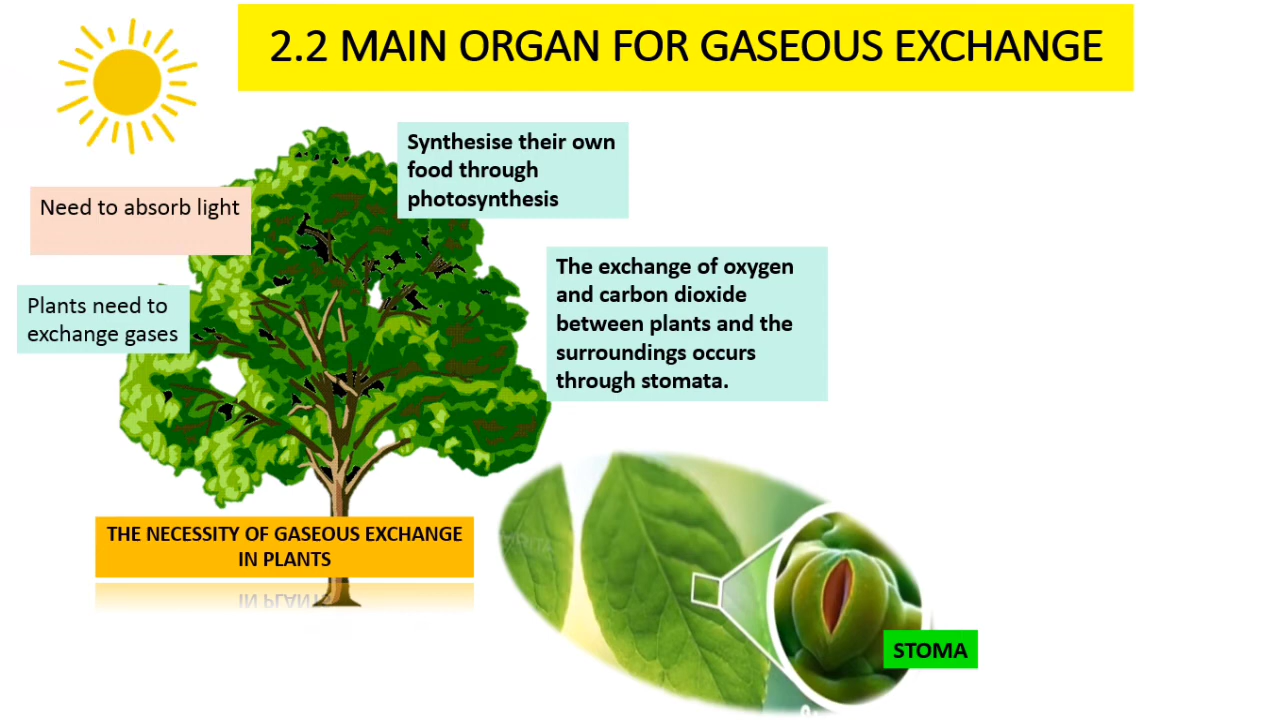 2.2 MAIN ORGAN FOR GASEOUS EXCHANGE
Synthesise their own
food through
photosynthesis
Need to absorb light
The exchange of oxygen
and carbon dioxide
between plants and the
surroundings occurs
through stomata.
Plants need to
exchange gases
THE NECESSITY OF GASEOUS EXCHANGE
IN PLANTS
STOMA